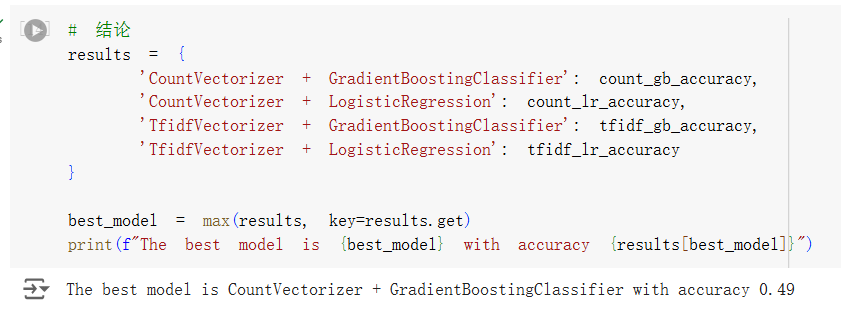 # 结论
results = {
'CountVectorizer + GradientBoostingClassifier': count_gb_accuracy,
'CountVectorizer + LogisticRegression': count_lr_accuracy,
'TfidfVectorizer + GradientBoostingClassifier': tfidf_gb_accuracy,
'TfidfVectorizer + LogisticRegression': tfidf_lr_accuracy
}
best_model = max(results, key=results.get)
print(f"The best model is {best_model} with accuracy {results[best_model]}")
The best model is CountVectorizer + GradientBoostingClassifier with accuracy 0.49